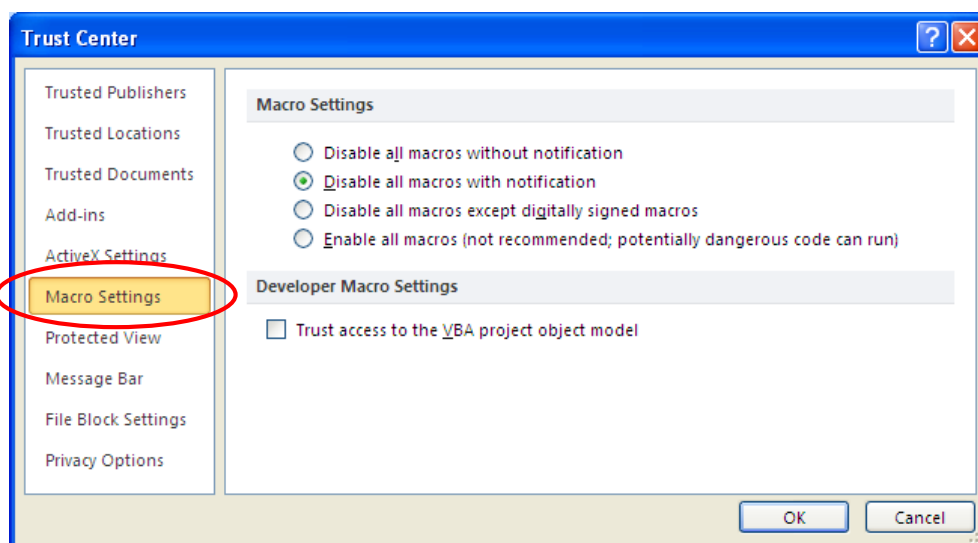 Trust Center
?
Trusted Publishers
Trusted Locations
Trusted Documents
Add-ins
ActiveX Settings
Macro Settings
Protected View
Message Bar
File Block Settings
Privacy Options
Macro Settings
Disable all macros without notification
Disable all macros with notification
Disable all macros except digitally signed macros
Enable all macros (not recommended; potentially dangerous code can run)
Developer Macro Settings
Trust access to the VBA project object model
OK
Cancel